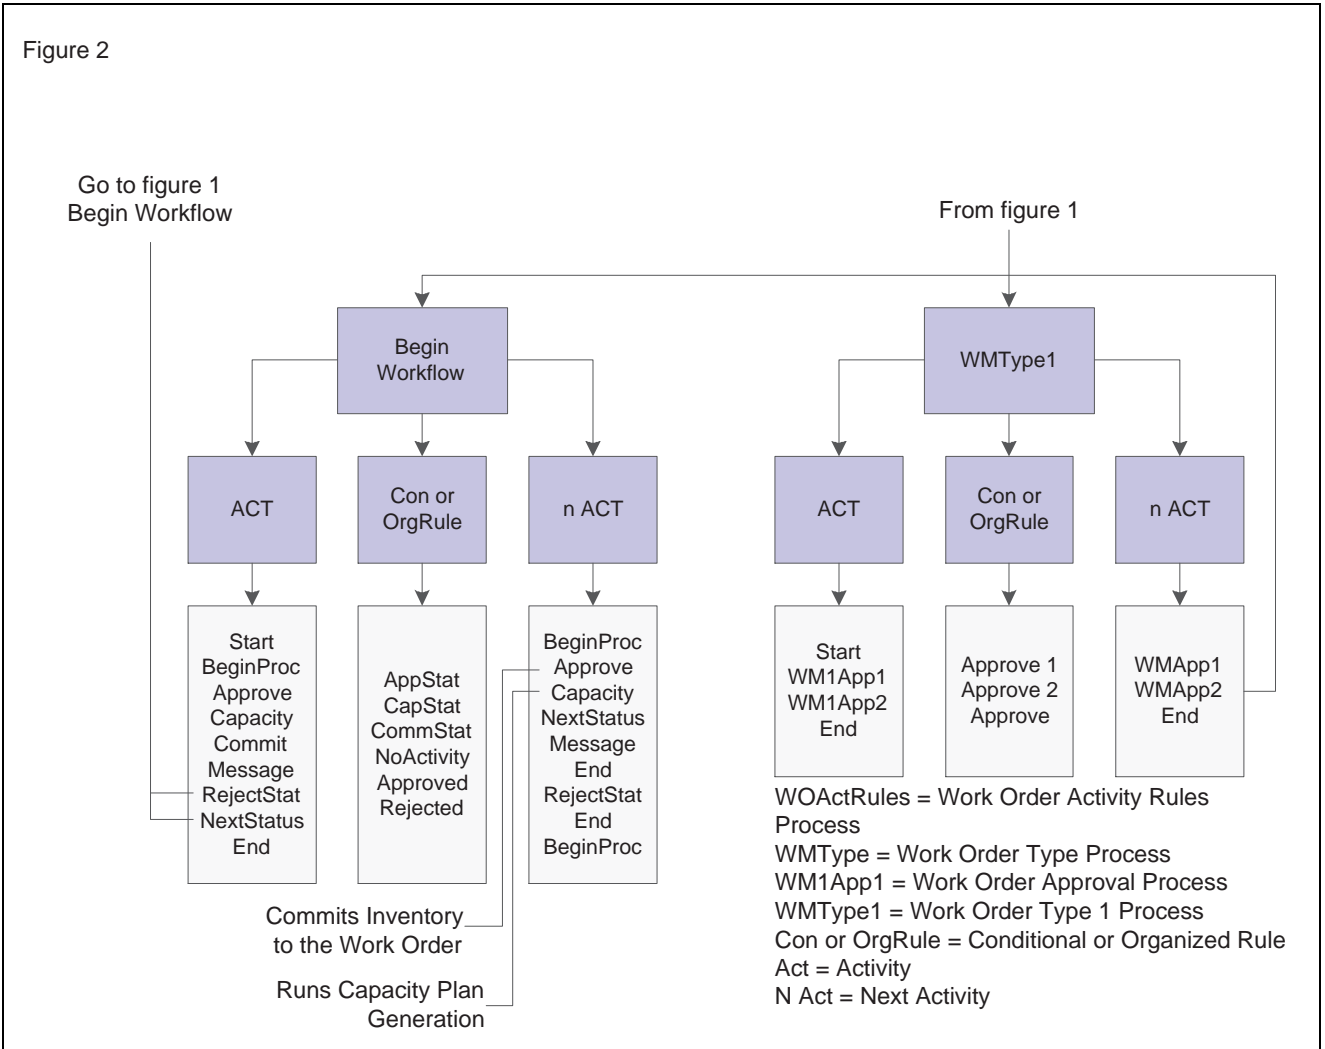 Figure 2
Go to figure 1
Begin Workflow
From figure 1
Begin
Workflow
WMType1
ACT
Con or
OrgRule
n ACT
ACT
Con or
OrgRule
n ACT
Start
BeginProc
Approve
Capacity
Commit
Message
RejectStat
NextStatus
End
AppStat
CapStat
CommStat
NoActivity
Approved
Rejected
BeginProc
Approve
Capacity
NextStatus
Message
End
RejectStat
End
BeginProc
Start
WM1App1
WM1App2
End
Approve 1
Approve 2
Approve
WMApp1
WMApp2
End
Commits Inventory
to the Work Order
Runs Capacity Plan
Generation
WOActRules = Work Order Activity Rules
Process
WMType = Work Order Type Process
WM1App1 = Work Order Approval Process
WMType1 = Work Order Type 1 Process
Con or OrgRule = Conditional or Organized Rule
Act = Activity
N Act = Next Activity